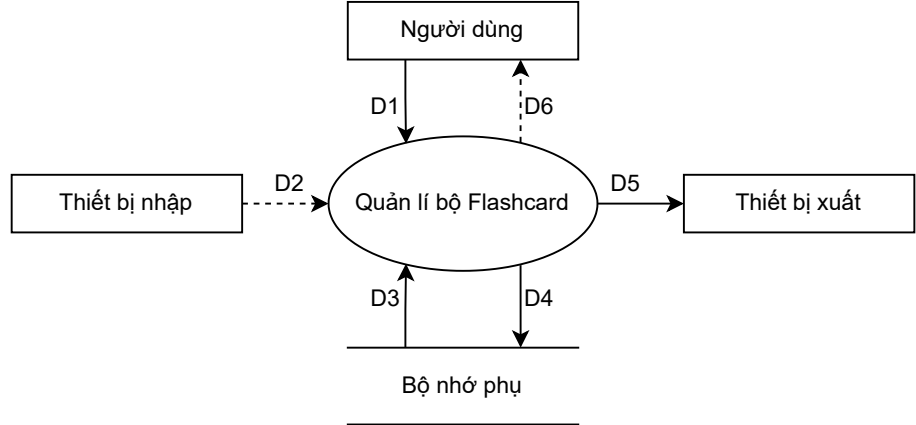 Người dùng
D1
D6
Thiết bị nhập
D2
Quản lí bộ Flashcard
D5
Thiết bị xuất
D3
D4
Bộ nhớ phụ